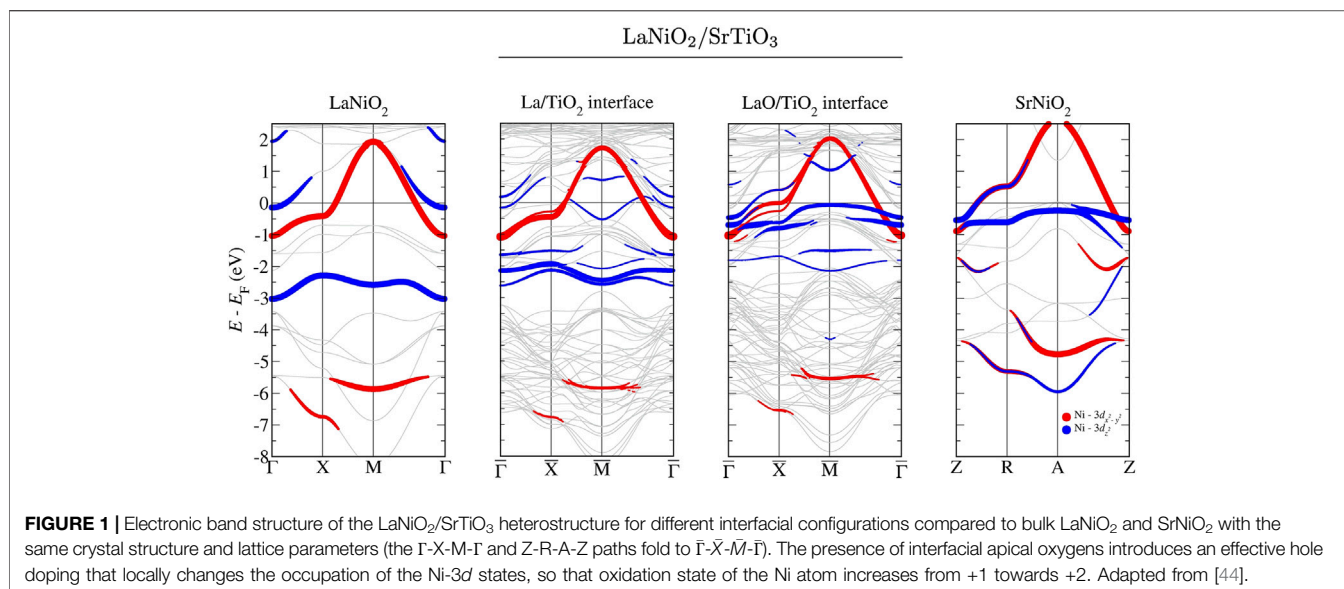 LaNiO₂/SrTiO₃
LaNiO₂
La/TiO₂ interface
LaO/TiO₂ interface
SrNiO₂
E - E_F (eV)
2
1
0
-1
-2
-3
-4
-5
-6
-7
-8
Γ X M Γ
Γ̄ X̄ M̄ Γ̄
Γ̄ X̄ M̄ Γ̄
Z R A Z
Ni - 3d_{x²-y²}
Ni - 3d_{z²}
FIGURE 1 | Electronic band structure of the LaNiO₂/SrTiO₃ heterostructure for different interfacial configurations compared to bulk LaNiO₂ and SrNiO₂ with the
same crystal structure and lattice parameters (the Γ-X-M-Γ and Z-R-A-Z paths fold to Γ̄-X̄-M̄-Γ̄). The presence of interfacial apical oxygens introduces an effective hole
doping that locally changes the occupation of the Ni-3d states, so that oxidation state of the Ni atom increases from +1 towards +2. Adapted from [44].